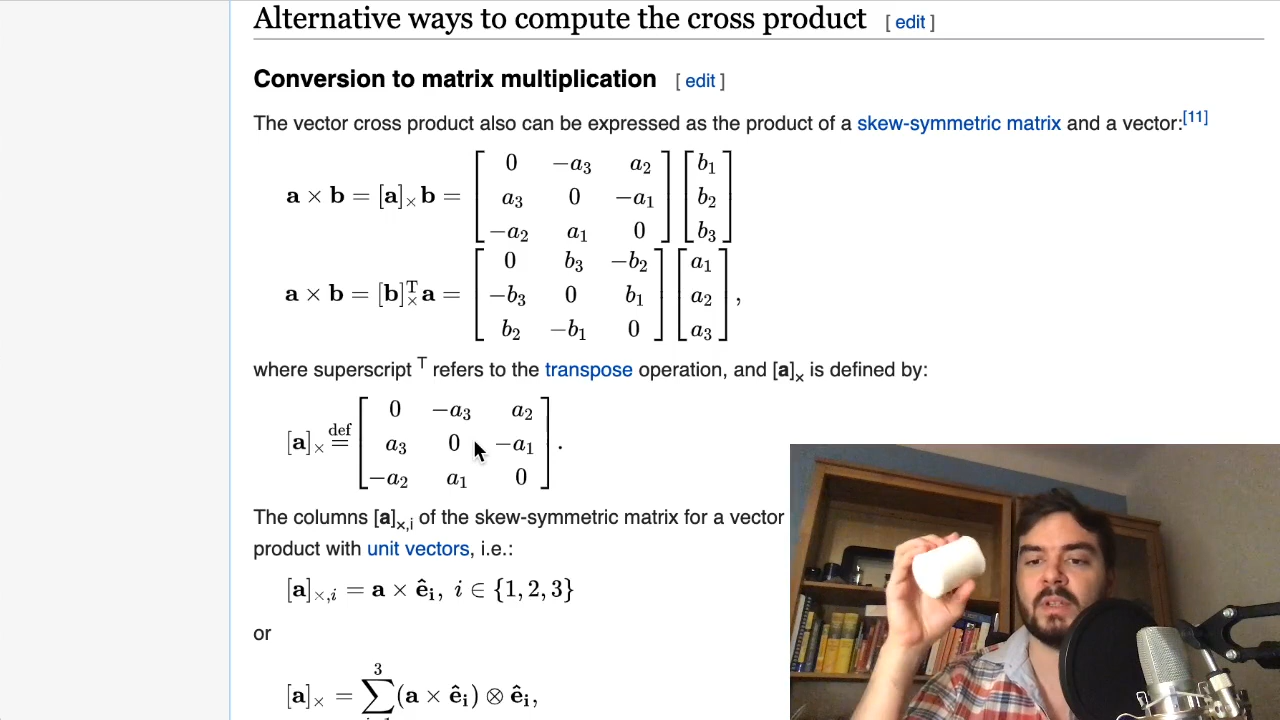 Alternative ways to compute the cross product [ edit ]
Conversion to matrix multiplication [ edit ]
The vector cross product also can be expressed as the product of a skew-symmetric matrix and a vector:[11]
a × b = [a]× b = [ 0 −a3 a2 ] [ b1 ]
[ a3 0 −a1 ] [ b2 ]
[ −a2 a1 0 ] [ b3 ]
a × b = [b]×T a = [ 0 b3 −b2 ] [ a1 ]
[ −b3 0 b1 ] [ a2 ] ,
[ b2 −b1 0 ] [ a3 ]
where superscript T refers to the transpose operation, and [a]× is defined by:
[a]× def= [ 0 −a3 a2 ]
[ a3 0 −a1 ] .
[ −a2 a1 0 ]
The columns [a]×,i of the skew-symmetric matrix for a vector
product with unit vectors, i.e.:
[a]×,i = a × êi, i ∈ {1, 2, 3}
or
[a]× = 3∑ (a × êi) ⊗ êi,